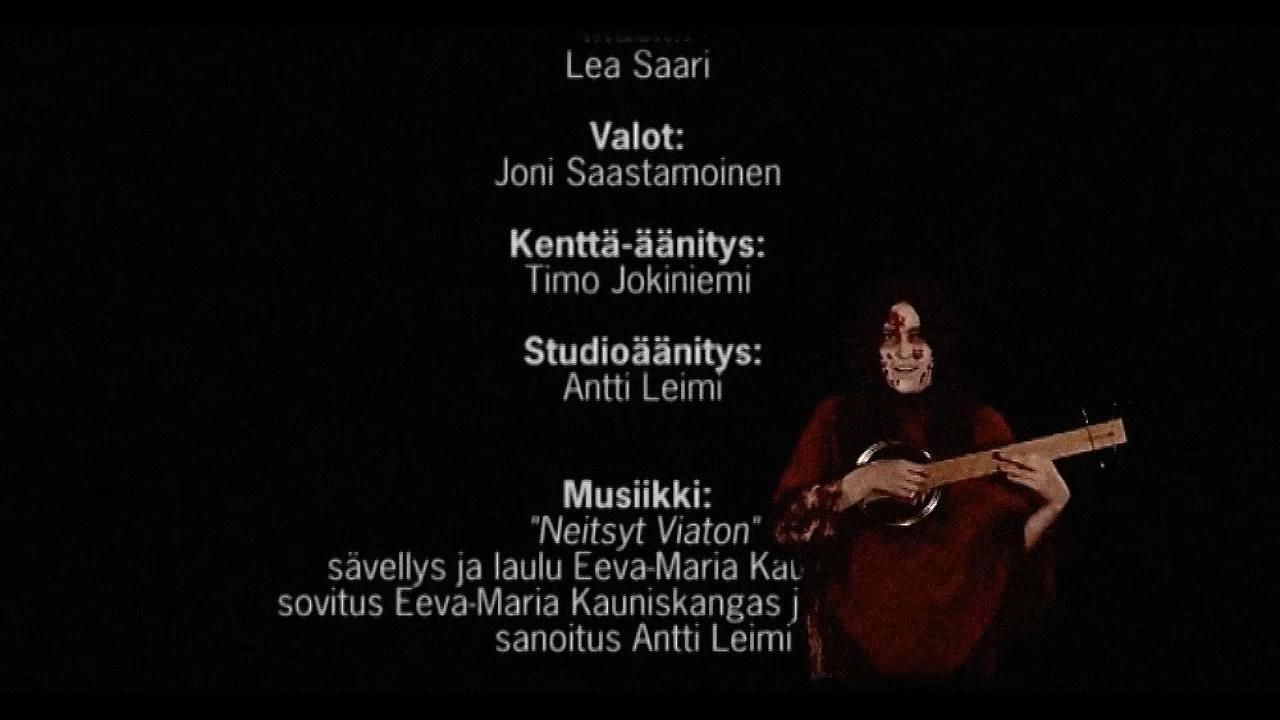 Lea Saari
Valot:
Joni Saastamoinen
Kenttä-äänitys:
Timo Jokiniemi
Studioäänitys:
Antti Leimi
Musiikki:
"Neitsyt Viaton"
sävellys ja laulu Eeva-Maria
sovitus Eeva-Maria Kauniskangas j
sanoitus Antti Leimi